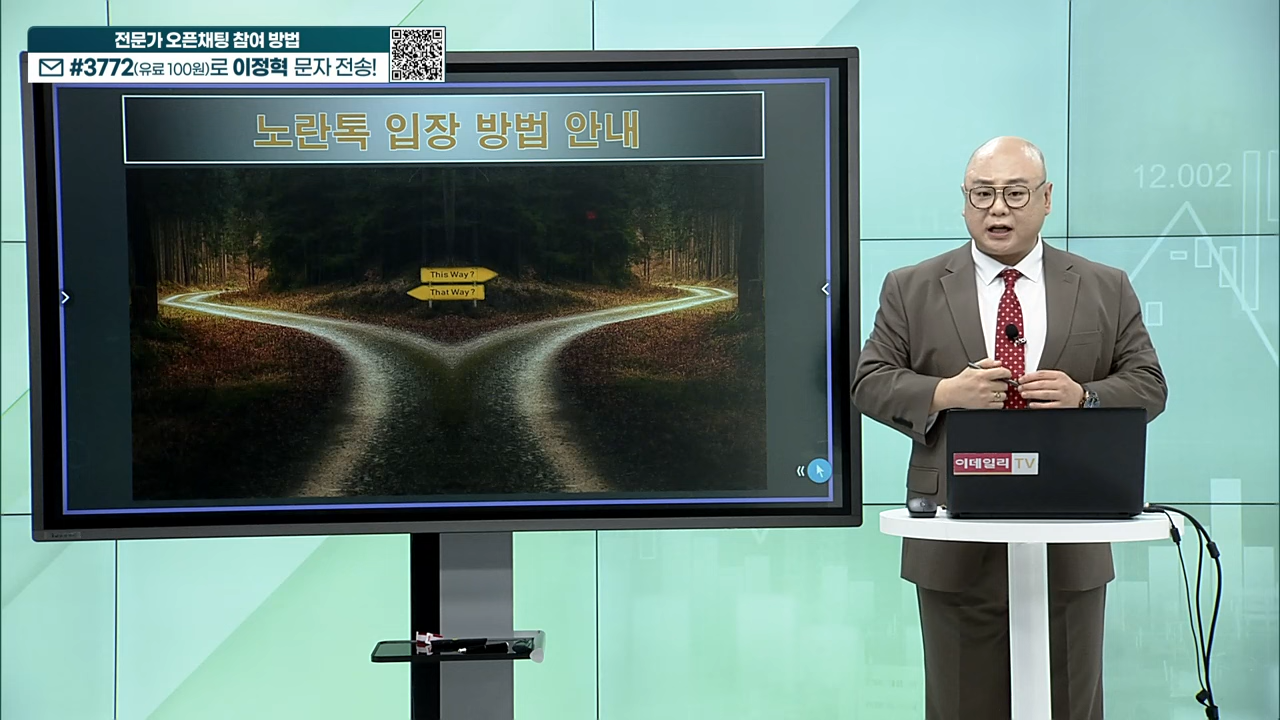 전문가 오픈채팅 참여 방법
#3772(유료 100원)로 이정혁 문자 전송!
노란톡 입장 방법 안내
This Way?
That Way?
12.002
이데일리 TV